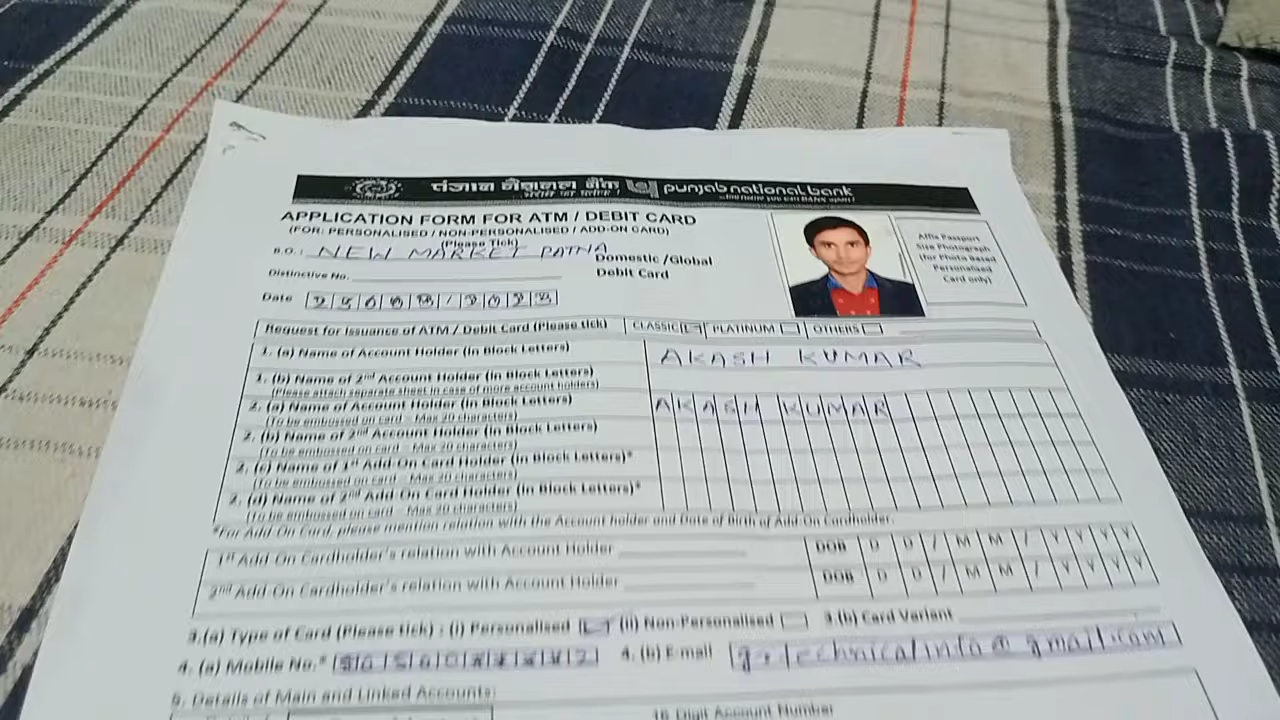 पंजाब नैशनल बैंक punjab national bank
भरोसे का प्रतीक! ...the name you can BANK upon!
APPLICATION FORM FOR ATM / DEBIT CARD
(FOR: PERSONALISED / NON-PERSONALISED / ADD-ON CARD)
(Please Tick)
B.O.: NEW MARKET PATNA
Domestic /Global
Debit Card
Affix Passport
Size Photograph
(for Photo Based
Personalised
Card only)
Distinctive No.
Date
Request for Issuance of ATM / Debit Card (Please tick) CLASSIC PLATINUM OTHERS
1. (a) Name of Account Holder (In Block Letters) AKASH KUMAR
1. (b) Name of 2nd Account Holder (In Block Letters)
(Please attach separate sheet in case of more account holders)
2. (a) Name of Account Holder (In Block Letters) AKASH KUMAR
(To be embossed on card - Max 20 characters)
2. (b) Name of 2nd Account Holder (In Block Letters)
(To be embossed on card - Max 20 characters)
2. (c) Name of 1st Add-On Card Holder (In Block Letters)*
(To be embossed on card - Max 20 characters)
2. (d) Name of 2nd Add-On Card Holder (In Block Letters)*
(To be embossed on card - Max 20 characters)
*For Add On Card, please mention relation with the Account holder and Date of Birth of Add-On Cardholder.
1st Add On Cardholder's relation with Account Holder DOB D D / M M / Y Y Y Y
2nd Add On Cardholder's relation with Account Holder DOB D D / M M / Y Y Y Y
3.(a) Type of Card (Please tick) : (i) Personalised (ii) Non-Personalised 3.(b) Card Variant
4. (a) Mobile No.* 4. (b) E-mail
5. Details of Main and Linked Accounts:
16 Digit Account Number